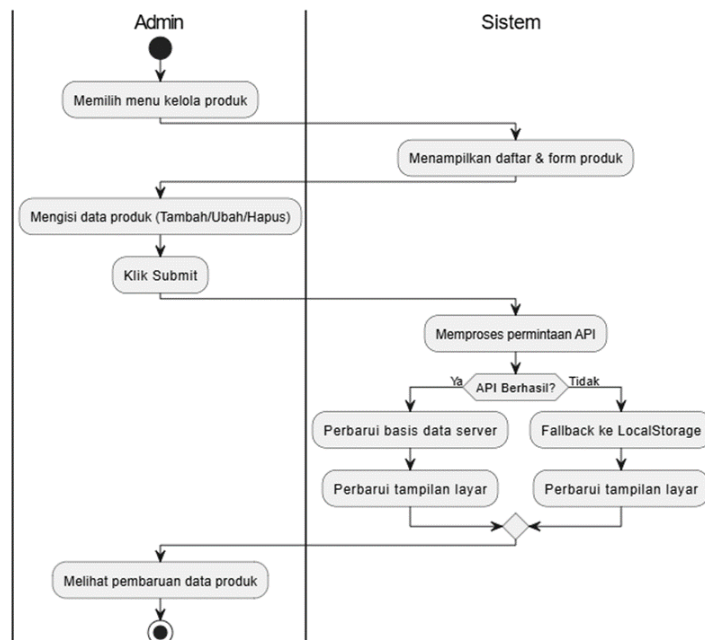 Admin
Sistem
Memilih menu kelola produk
Menampilkan daftar & form produk
Mengisi data produk (Tambah/Ubah/Hapus)
Klik Submit
Memproses permintaan API
API Berhasil?
Ya
Tidak
Perbarui basis data server
Fallback ke LocalStorage
Perbarui tampilan layar
Perbarui tampilan layar
Melihat pembaruan data produk